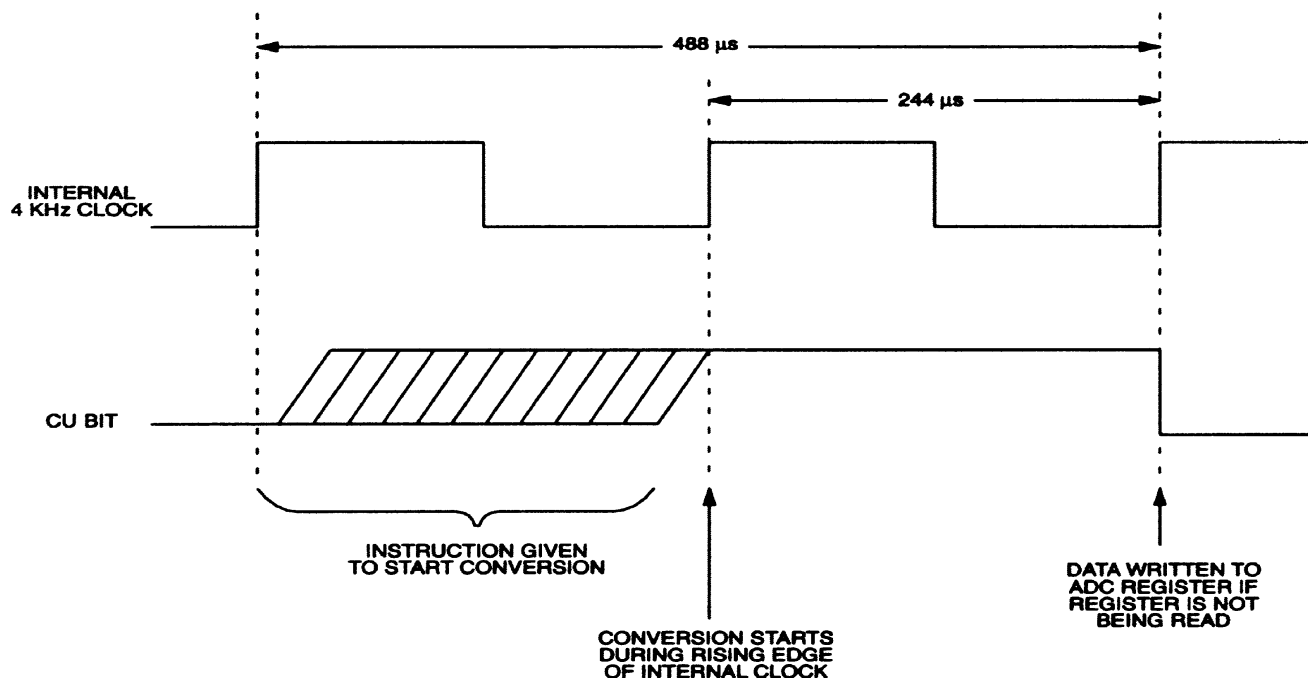 488 µs
244 µs
INTERNAL
4 KHz CLOCK
CU BIT
INSTRUCTION GIVEN
TO START CONVERSION
CONVERSION STARTS
DURING RISING EDGE
OF INTERNAL CLOCK
DATA WRITTEN TO
ADC REGISTER IF
REGISTER IS NOT
BEING READ